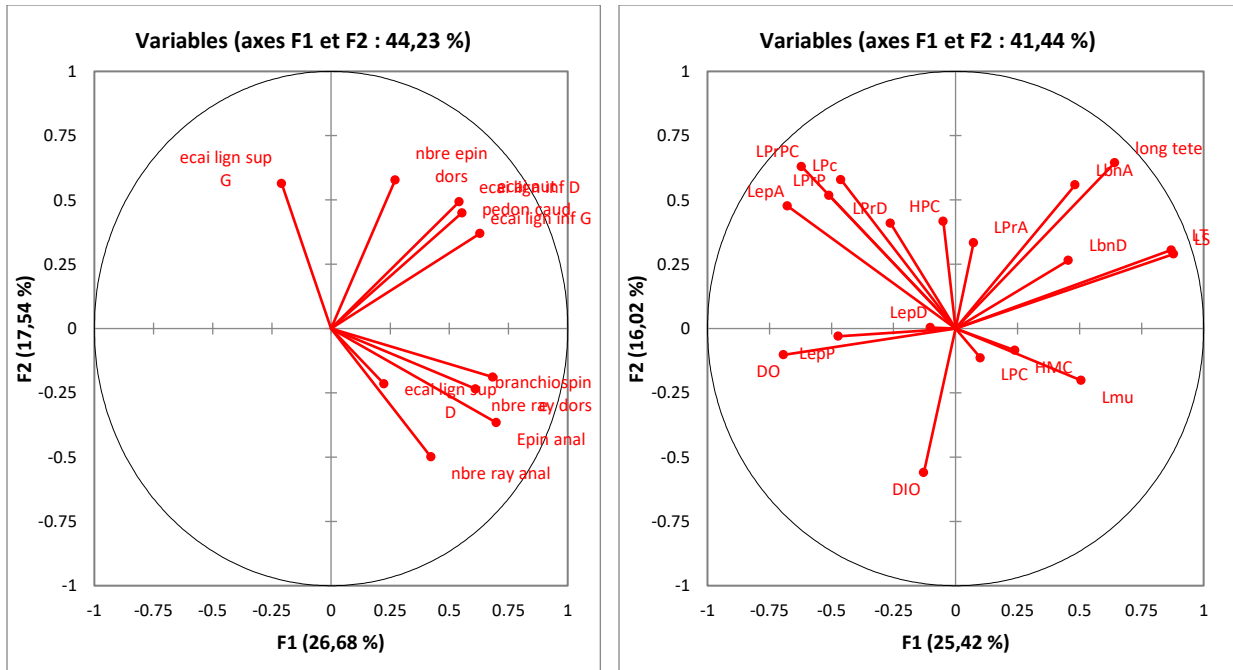 Variables (axes F1 et F2 : 44,23 %)
1
0.75
0.5
0.25
0
-0.25
-0.5
-0.75
-1
F2 (17,54 %)
ecai lign sup
G
nbre epin
dors
ecai lign inf D
pedon caud
ecai lign inf G
branchiospin
ecai lign sup
D
nbre ray dors
Epin anal
nbre ray anal
-1 -0.75 -0.5 -0.25 0 0.25 0.5 0.75 1
F1 (26,68 %)
Variables (axes F1 et F2 : 41,44 %)
1
0.75
0.5
0.25
0
-0.25
-0.5
-0.75
-1
F2 (16,02 %)
LPrPC
LPc
long tete
LepA
LPrP
LbnA
LPrD
HPC
LPrA
LT
LS
LbnD
LepD
DO
LepP
LPC
HMC
Lmu
DIO
-1 -0.75 -0.5 -0.25 0 0.25 0.5 0.75 1
F1 (25,42 %)